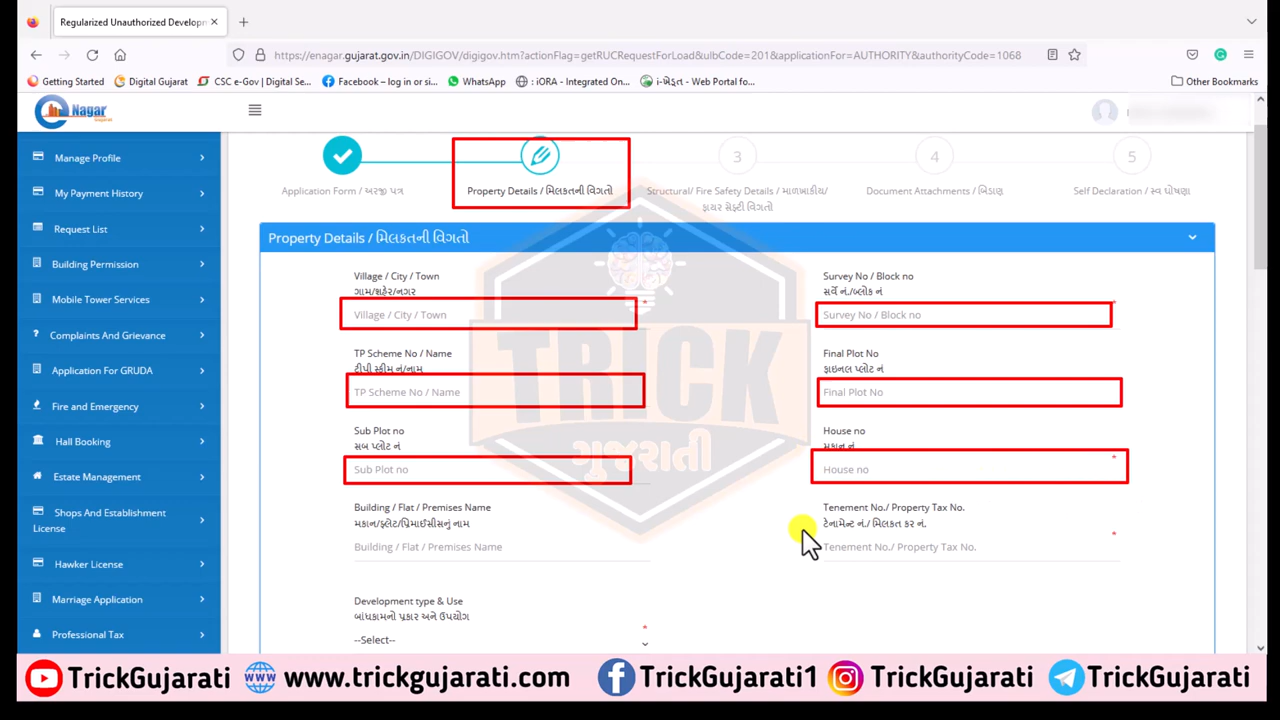 Regularized Unauthorized Developn
https://enagar.gujarat.gov.in/DIGIGOV/digigov.htm?actionFlag=getRUCRequestForLoad&ulbCode=201&applicationFor=AUTHORITY&authorityCode=1068
Getting Started Digital Gujarat CSC e-Gov | Digital Se... Facebook – log in or si... WhatsApp : iORA - Integrated On... i-ખેડૂત - Web Portal fo... Other Bookmarks
Nagar
Manage Profile
My Payment History
Request List
Building Permission
Mobile Tower Services
Complaints And Grievance
Application For GRUDA
Fire and Emergency
Hall Booking
Estate Management
Shops And Establishment
License
Hawker License
Marriage Application
Professional Tax
3 4 5
Application Form / અરજી પત્ર
Property Details / મિલકતની વિગતો
Structural/ Fire Safety Details / માળખાકીય/
ફાયર સેફ્ટી વિગતો
Document Attachments / બિડાણ
Self Declaration / સ્વ ઘોષણા
Property Details / મિલકતની વિગતો
Village / City / Town
ગામ/શહેર/નગર
Village / City / Town *
Survey No / Block no
સર્વે નં./બ્લોક નં
Survey No / Block no *
TP Scheme No / Name
ટીપી સ્કીમ નં/નામ
TP Scheme No / Name
Final Plot No
ફાઇનલ પ્લોટ નં
Final Plot No
Sub Plot no
સબ પ્લોટ નં
Sub Plot no
House no
મકાન નં
House no *
Building / Flat / Premises Name
મકાન/ફ્લેટ/પ્રિમાઈસીસનું નામ
Building / Flat / Premises Name
Tenement No./ Property Tax No.
ટેનામેન્ટ નં./ મિલકત કર નં.
Tenement No./ Property Tax No. *
Development type & Use
બાંધકામનો પ્રકાર અને ઉપયોગ
--Select-- *
TRICK
ગુજરાતી
TrickGujarati www.trickgujarati.com TrickGujarati1 TrickGujarati TrickGujarati